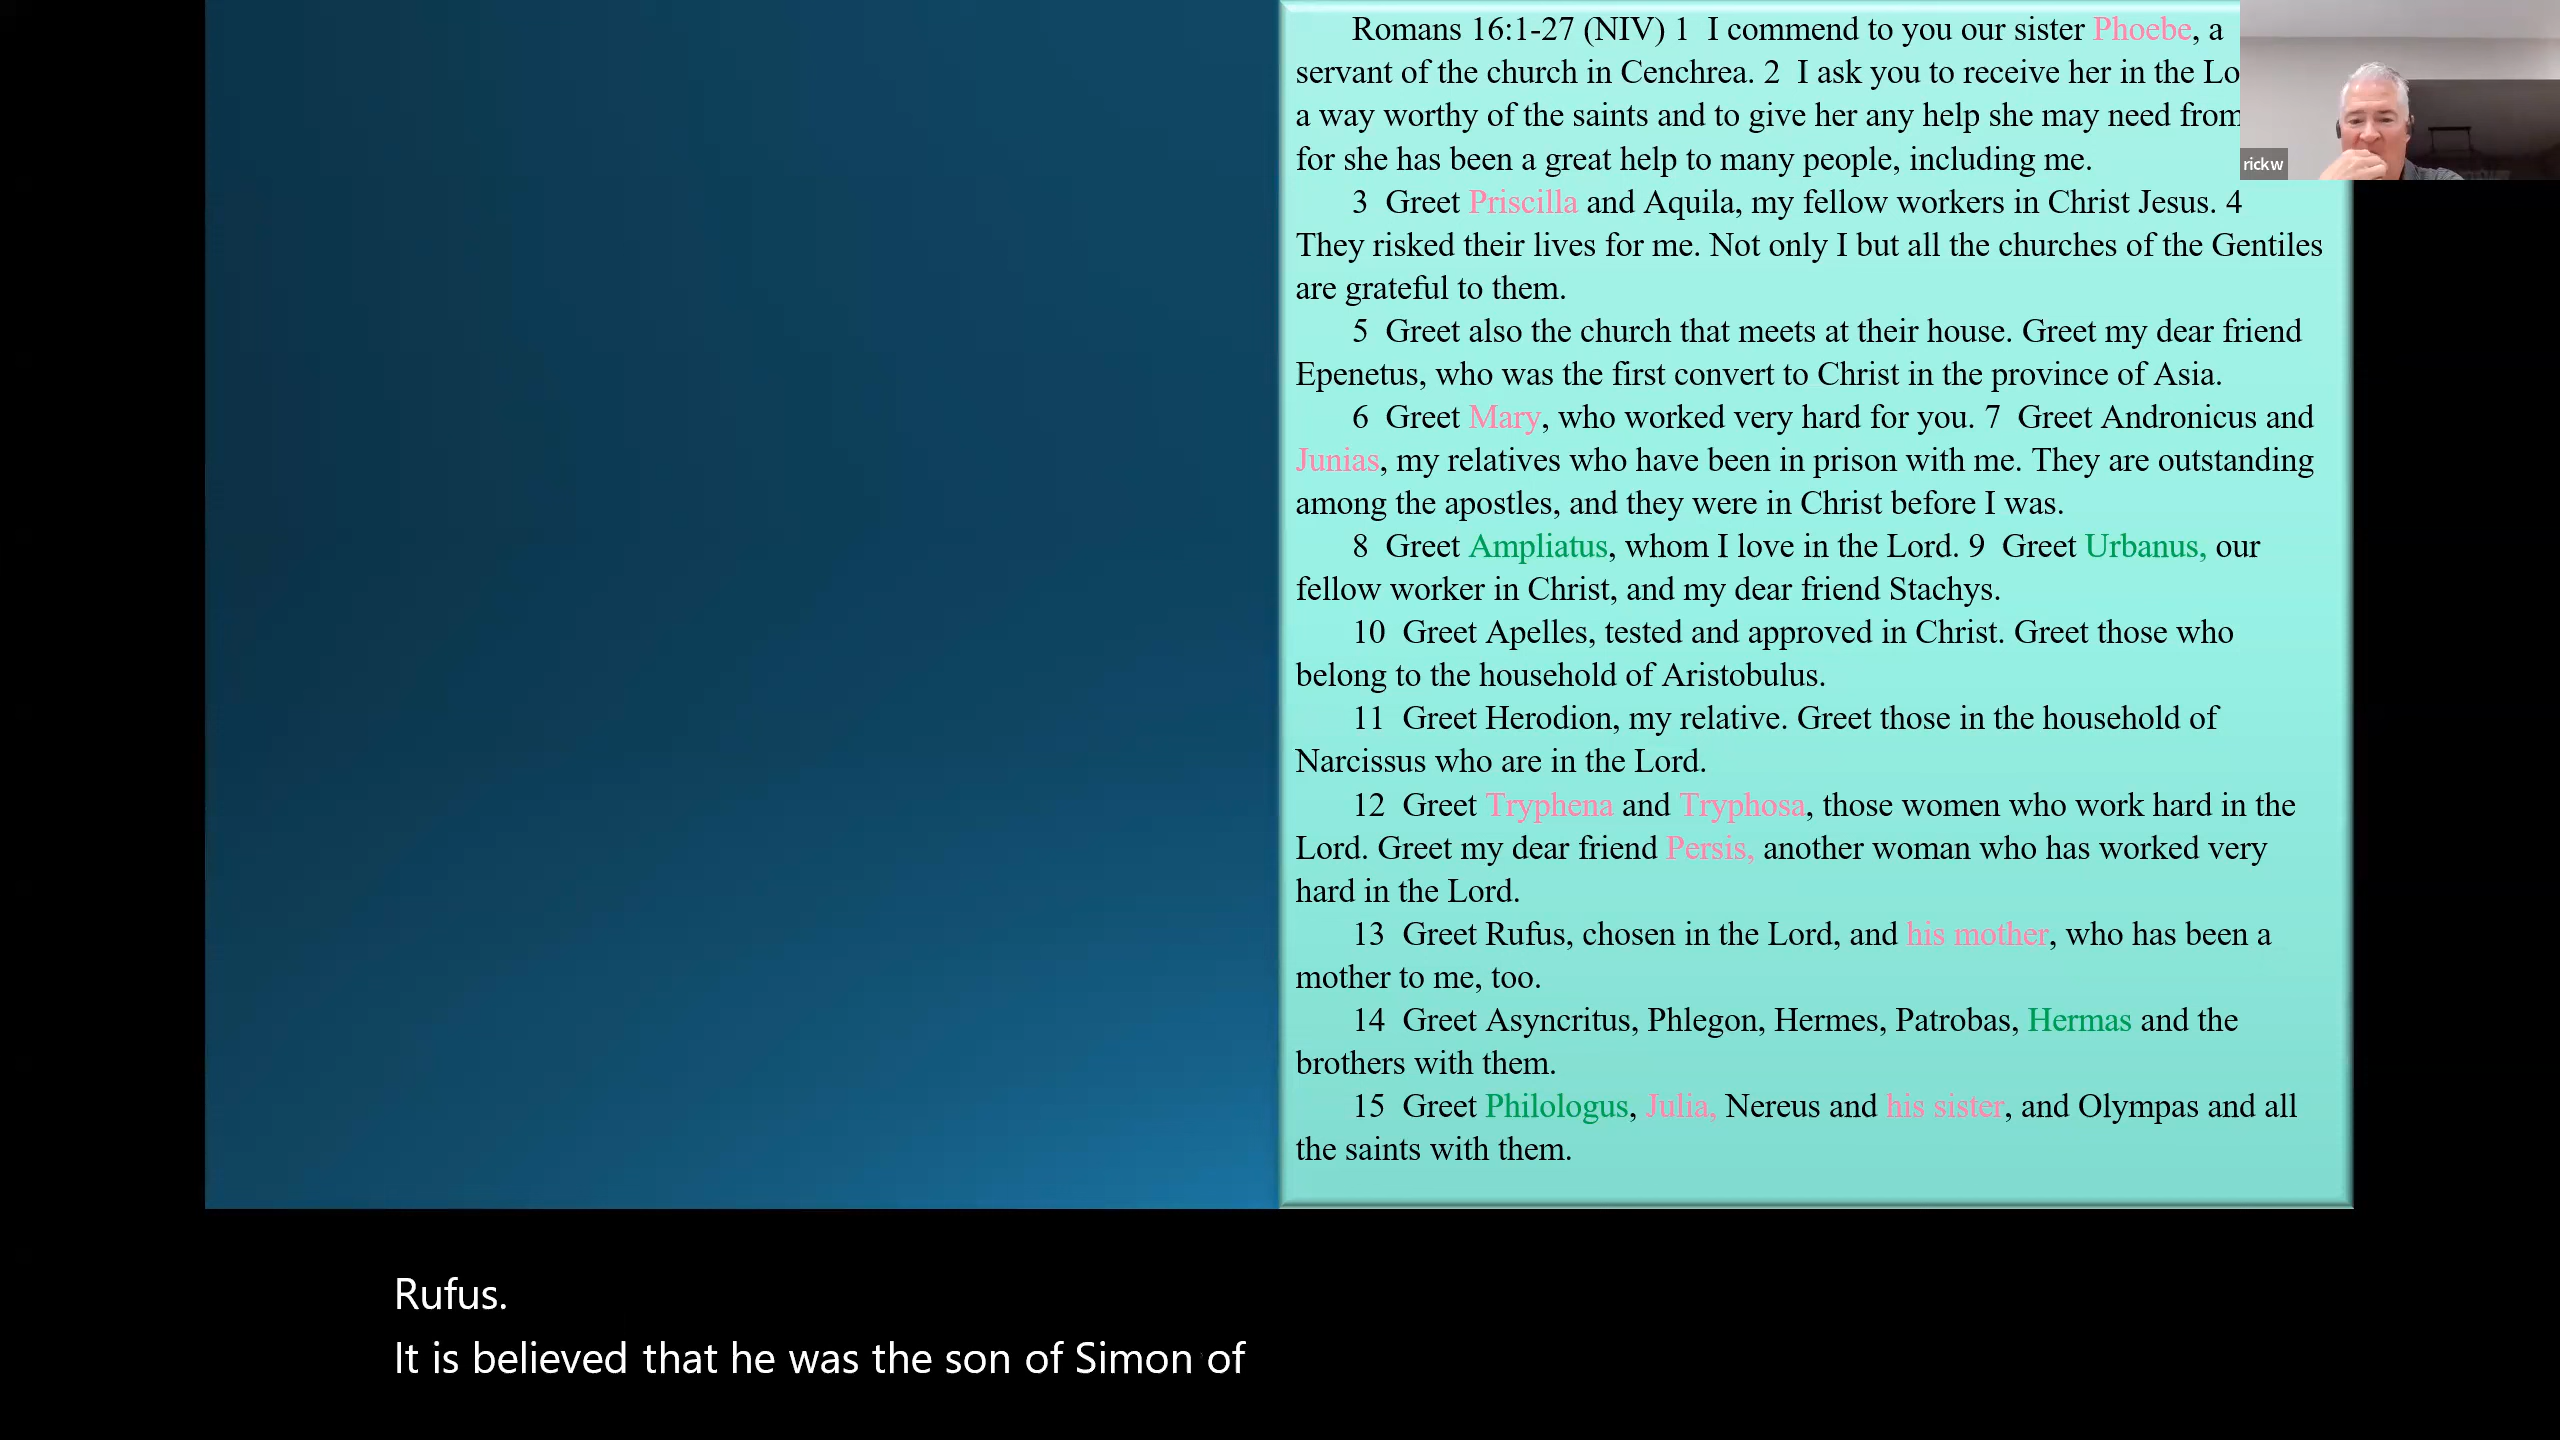 Romans 16:1-27 (NIV) 1 I commend to you our sister Phoebe, a
servant of the church in Cenchrea. 2 I ask you to receive her in the Lo
a way worthy of the saints and to give her any help she may need from
for she has been a great help to many people, including me.
3 Greet Priscilla and Aquila, my fellow workers in Christ Jesus. 4
They risked their lives for me. Not only I but all the churches of the Gentiles
are grateful to them.
5 Greet also the church that meets at their house. Greet my dear friend
Epenetus, who was the first convert to Christ in the province of Asia.
6 Greet Mary, who worked very hard for you. 7 Greet Andronicus and
Junias, my relatives who have been in prison with me. They are outstanding
among the apostles, and they were in Christ before I was.
8 Greet Ampliatus, whom I love in the Lord. 9 Greet Urbanus, our
fellow worker in Christ, and my dear friend Stachys.
10 Greet Apelles, tested and approved in Christ. Greet those who
belong to the household of Aristobulus.
11 Greet Herodion, my relative. Greet those in the household of
Narcissus who are in the Lord.
12 Greet Tryphena and Tryphosa, those women who work hard in the
Lord. Greet my dear friend Persis, another woman who has worked very
hard in the Lord.
13 Greet Rufus, chosen in the Lord, and his mother, who has been a
mother to me, too.
14 Greet Asyncritus, Phlegon, Hermes, Patrobas, Hermas and the
brothers with them.
15 Greet Philologus, Julia, Nereus and his sister, and Olympas and all
the saints with them.
rickw
Rufus.
It is believed that he was the son of Simon of